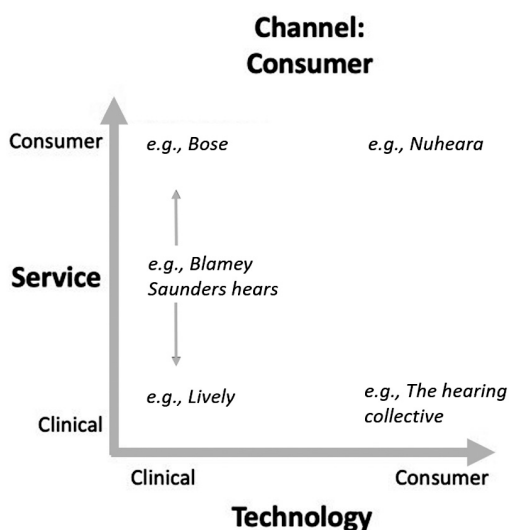 Channel:
Consumer
Consumer
e.g., Bose
e.g., Nuheara
Service
e.g., Blamey
Saunders hears
e.g., Lively
e.g., The hearing
collective
Clinical
Clinical
Consumer
Technology